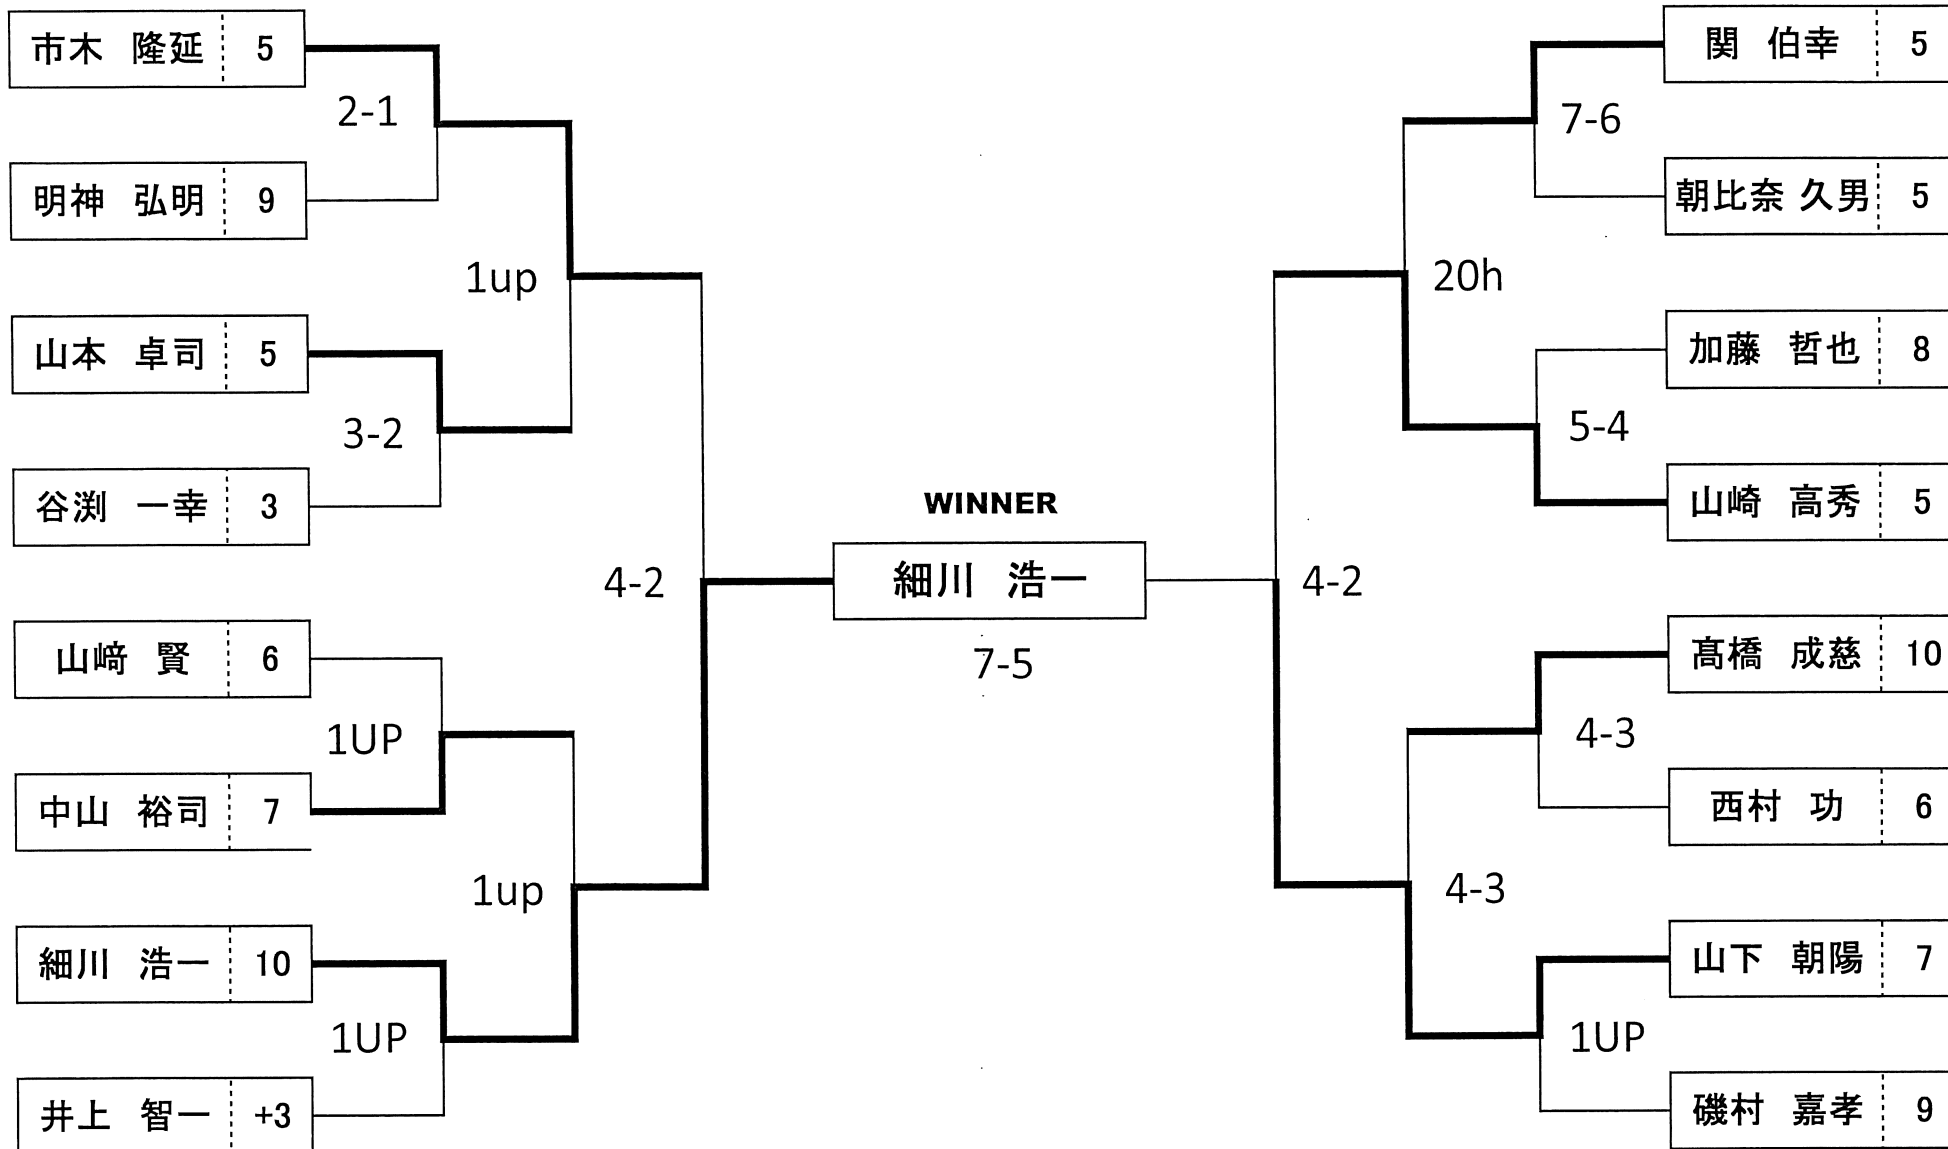 市木 隆延 5
2-1
明神 弘明 9
1up
山本 卓司 5
3-2
谷渕 一幸 3
4-2
山﨑 賢 6
1UP
中山 裕司 7
1up
細川 浩一 10
1UP
井上 智一 +3
WINNER
細川 浩一
7-5
関 伯幸 5
7-6
朝比奈 久男 5
20h
加藤 哲也 8
5-4
山崎 高秀 5
4-2
髙橋 成慈 10
4-3
西村 功 6
4-3
山下 朝陽 7
1UP
磯村 嘉孝 9